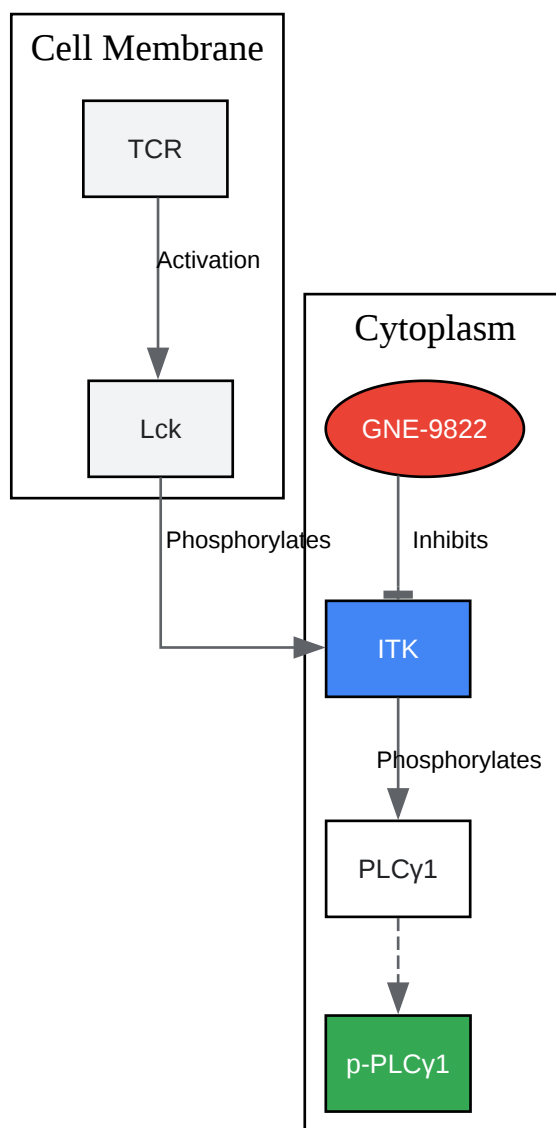 Cell Membrane
TCR
Activation
Lck
Phosphorylates
Cytoplasm
GNE-9822
Inhibits
ITK
Phosphorylates
PLCγ1
p-PLCγ1